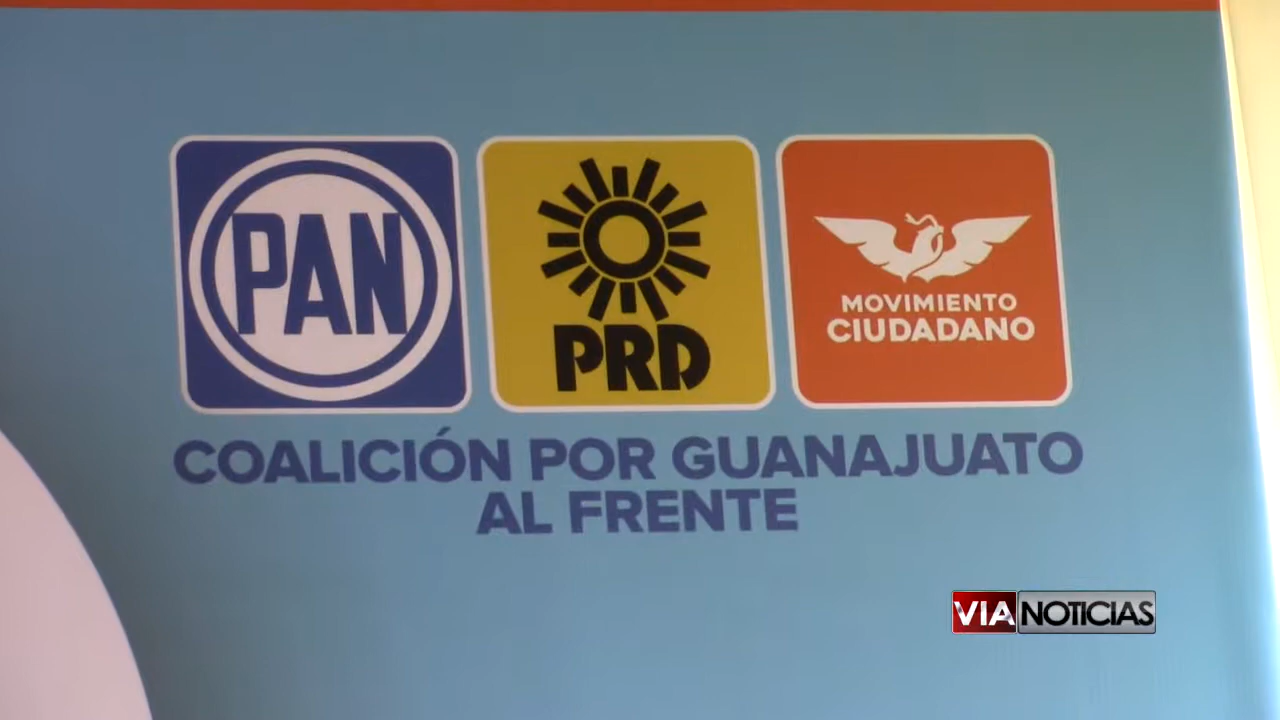 PAN
PRD
MOVIMIENTO
CIUDADANO
COALICIÓN POR GUANAJUATO
AL FRENTE
VIA NOTICIAS